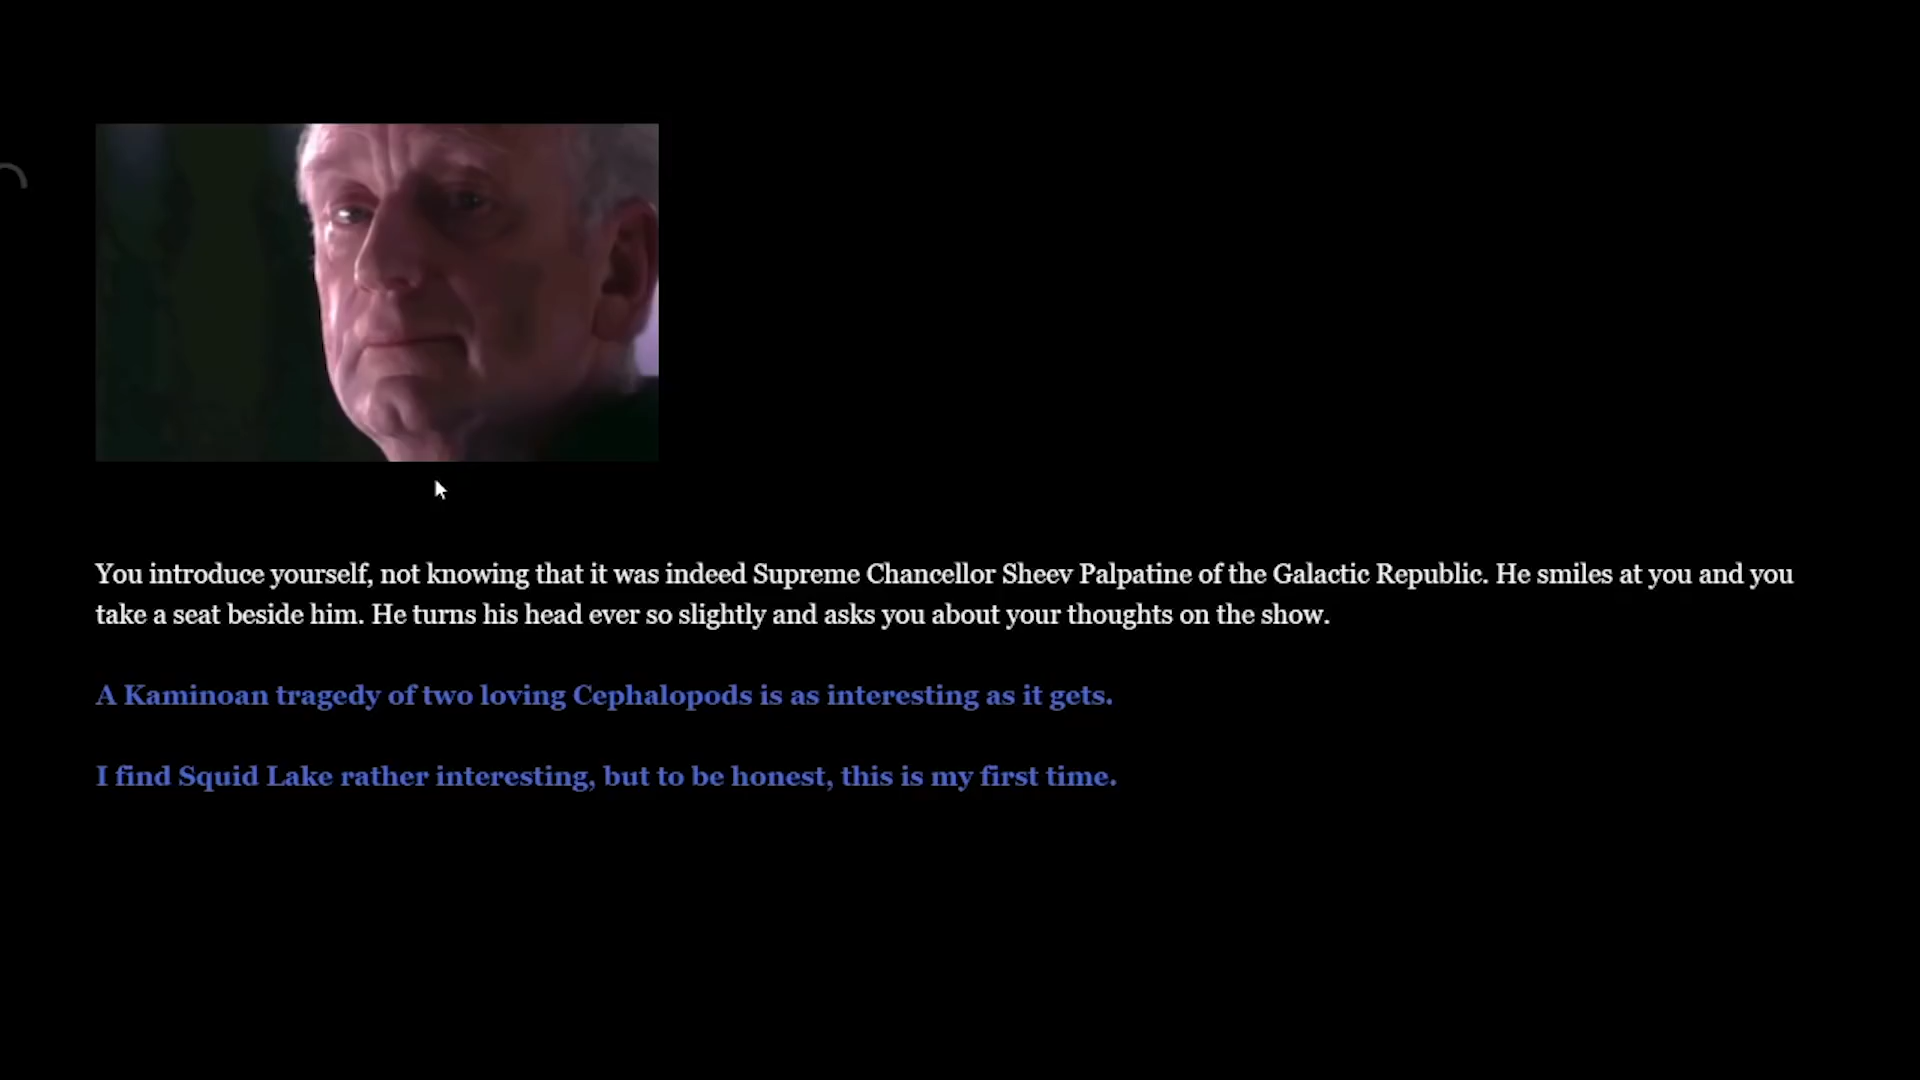 You introduce yourself, not knowing that it was indeed Supreme Chancellor Sheev Palpatine of the Galactic Republic. He smiles at you and you
take a seat beside him. He turns his head ever so slightly and asks you about your thoughts on the show.
A Kaminoan tragedy of two loving Cephalopods is as interesting as it gets.
I find Squid Lake rather interesting, but to be honest, this is my first time.